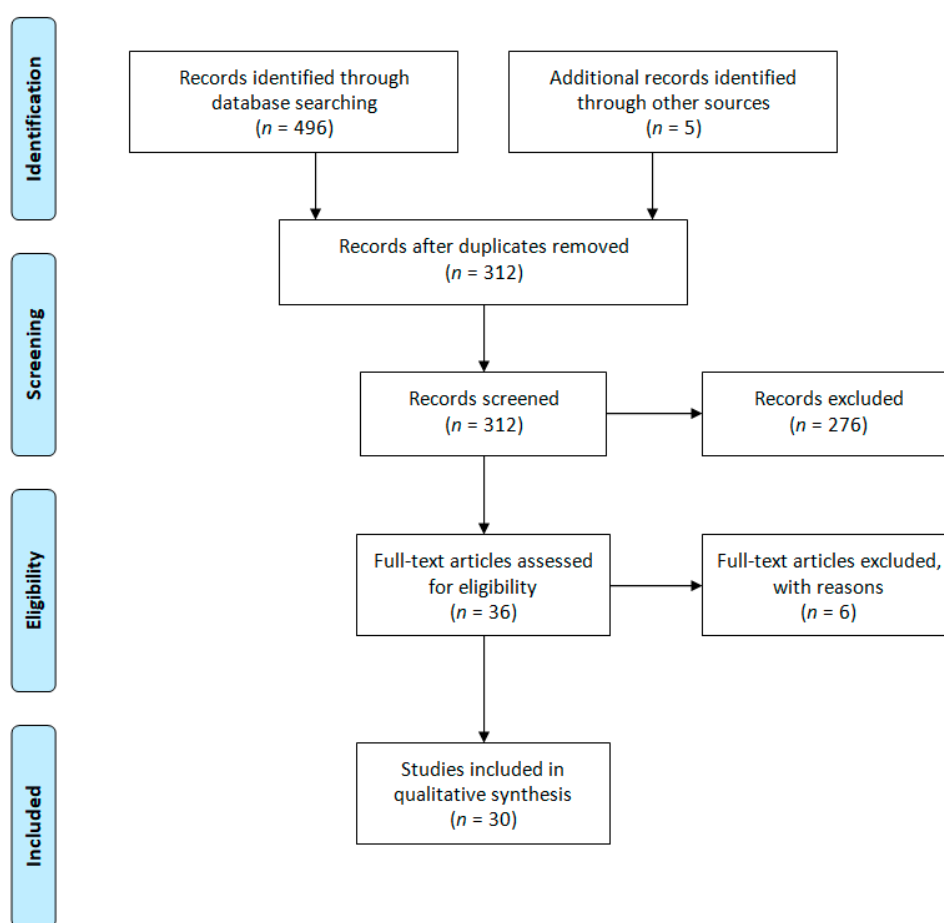 Identification
Records identified through
database searching
(n = 496)
Additional records identified
through other sources
(n = 5)
Records after duplicates removed
(n = 312)
Screening
Records screened
(n = 312)
Records excluded
(n = 276)
Eligibility
Full-text articles assessed
for eligibility
(n = 36)
Full-text articles excluded,
with reasons
(n = 6)
Included
Studies included in
qualitative synthesis
(n = 30)